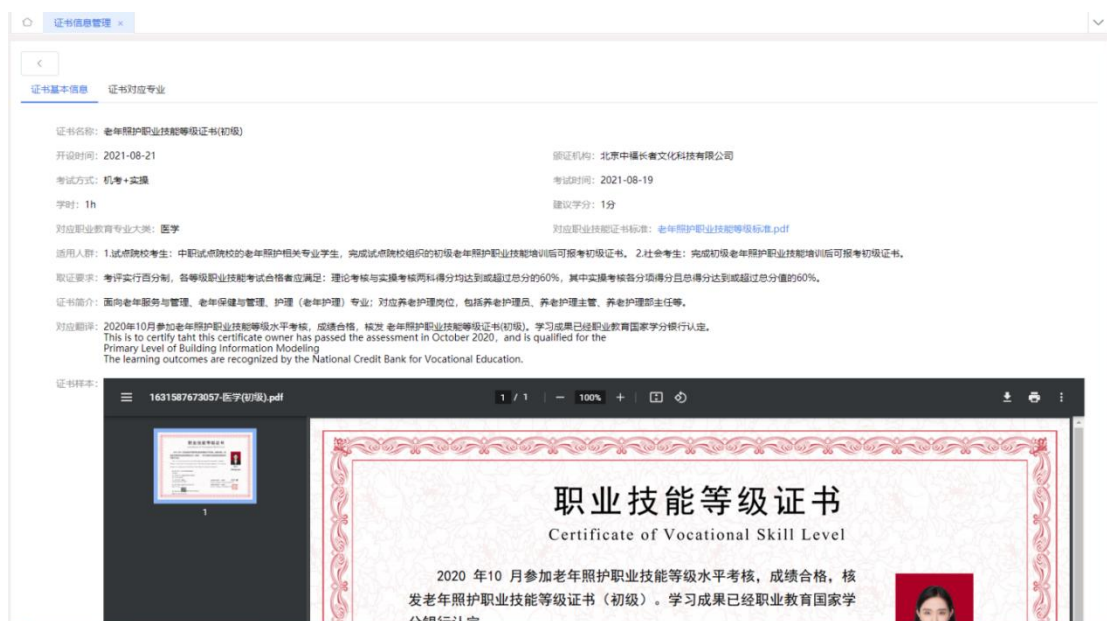 证书信息管理 ×
<
证书基本信息 证书对应专业
证书名称： 老年照护职业技能等级证书(初级)
开设时间： 2021-08-21 颁证机构： 北京中福长者文化科技有限公司
考试方式： 机考+实操 考试时间： 2021-08-19
学时： 1h 建议学分： 1分
对应职业教育专业大类： 医学 对应职业技能证书标准： 老年照护职业技能等级标准.pdf
适用人群： 1.试点院校考生：中职试点院校的老年照护相关专业学生，完成试点院校组织的初级老年照护职业技能培训后可报考初级证书。 2.社会考生：完成初级老年照护职业技能培训后可报考初级证书。
取证要求： 考评实行百分制，各等级职业技能考试合格者应满足：理论考核与实操考核两科得分均达到或超过总分的60%，其中实操考核各分项得分且总得分达到或超过总分值的60%。
证书简介： 面向老年服务与管理、老年保健与管理、护理（老年护理）专业；对应养老护理岗位，包括养老护理员、养老护理主管、养老护理部主任等。
对应翻译： 2020年10月参加老年照护职业技能等级水平考核，成绩合格，核发 老年照护职业技能等级证书(初级)。学习成果已经职业教育国家学分银行认定。
This is to certify taht this certificate owner has passed the assessment in October 2020, and is qualified for the
Primary Level of Building Information Modeling
The learning outcomes are recognized by the National Credit Bank for Vocational Education.
证书样本：
1631587673057-医学(初级).pdf 1 / 1 − 100% +
1
职业技能等级证书
Certificate of Vocational Skill Level
2020 年10 月参加老年照护职业技能等级水平考核，成绩合格，核
发老年照护职业技能等级证书（初级）。学习成果已经职业教育国家学